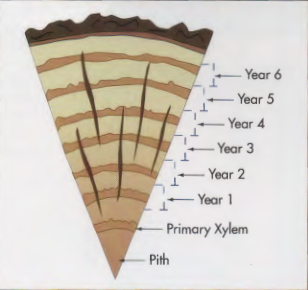 Year 6
Year 5
Year 4
Year 3
Year 2
Year 1
Primary Xylem
Pith